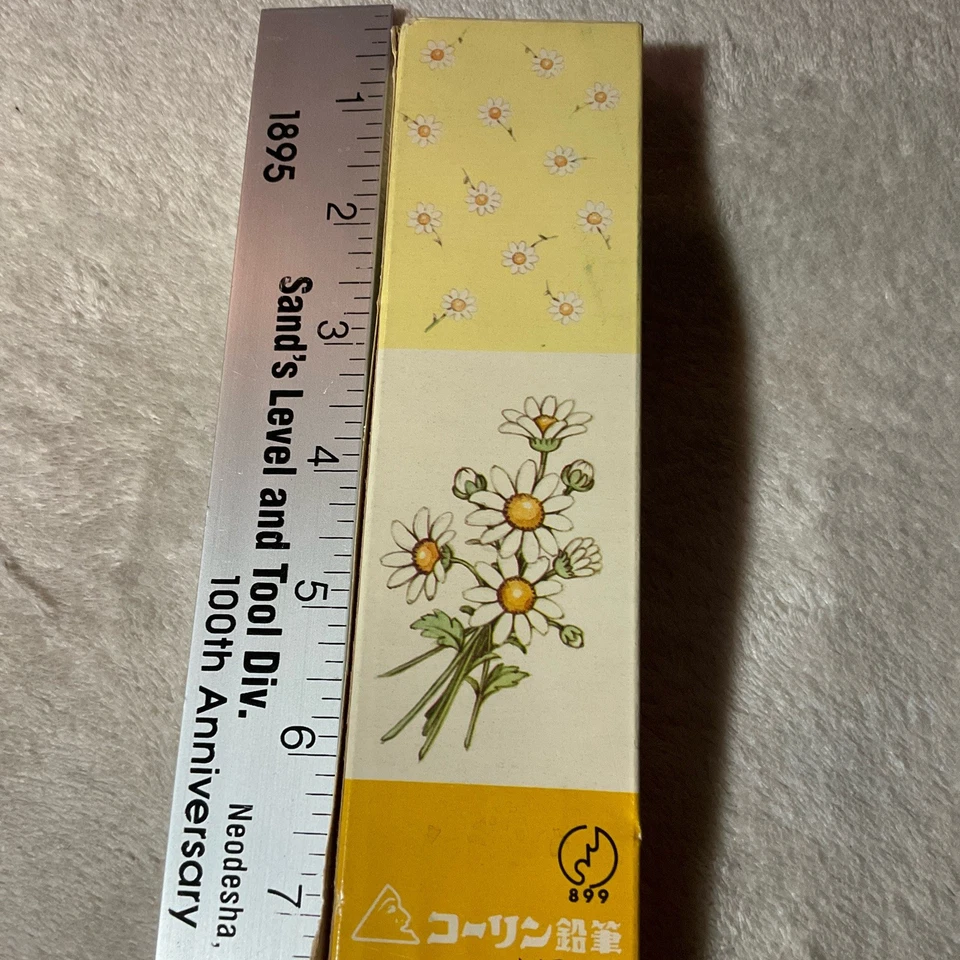 1895
Sand's Level and Tool Div.
100th Anniversary
Neodesha,
1
2
3
4
5
6
7
899
コーリン鉛筆